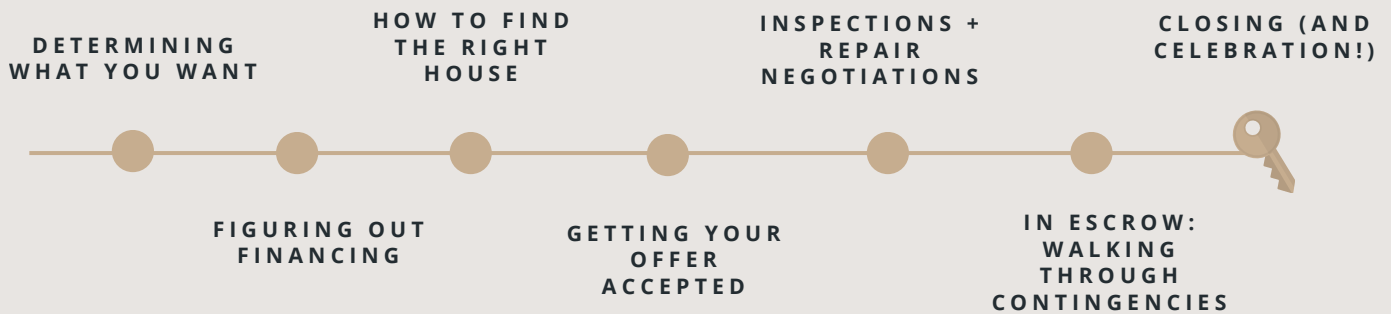 DETERMINING
WHAT YOU WANT
FIGURING OUT
FINANCING
HOW TO FIND
THE RIGHT
HOUSE
GETTING YOUR
OFFER
ACCEPTED
INSPECTIONS +
REPAIR
NEGOTIATIONS
IN ESCROW:
WALKING
THROUGH
CONTINGENCIES
CLOSING (AND
CELEBRATION!)